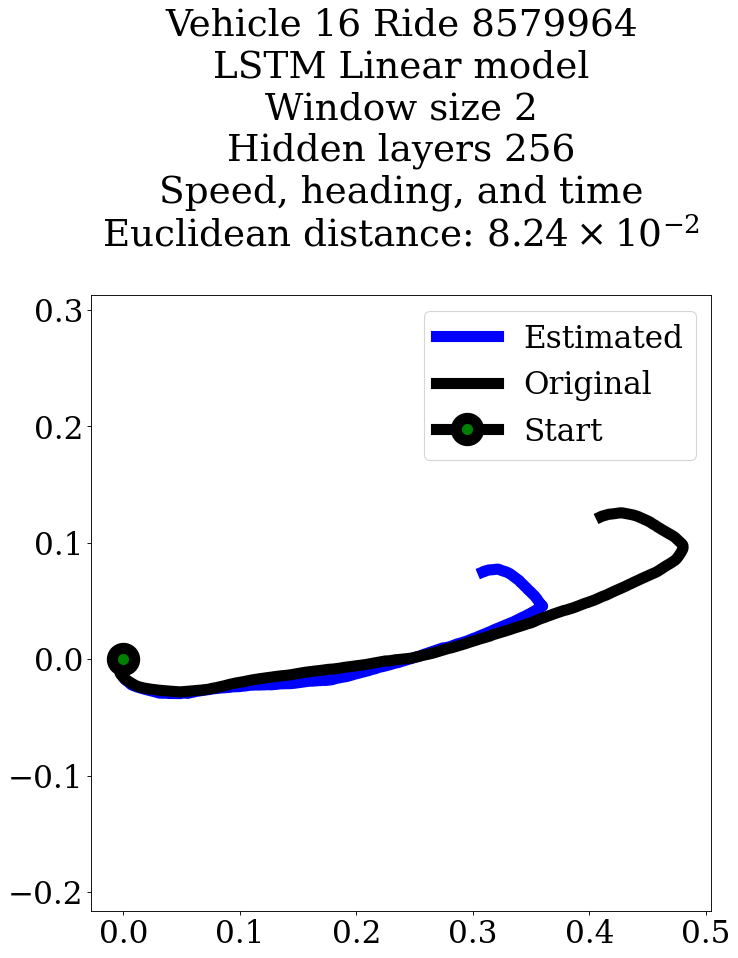 Vehicle 16 Ride 8579964
LSTM Linear model
Window size 2
Hidden layers 256
Speed, heading, and time
Euclidean distance: 8.24 × 10⁻²
Estimated
Original
Start
0.3
0.2
0.1
0.0
−0.1
−0.2
0.0 0.1 0.2 0.3 0.4 0.5